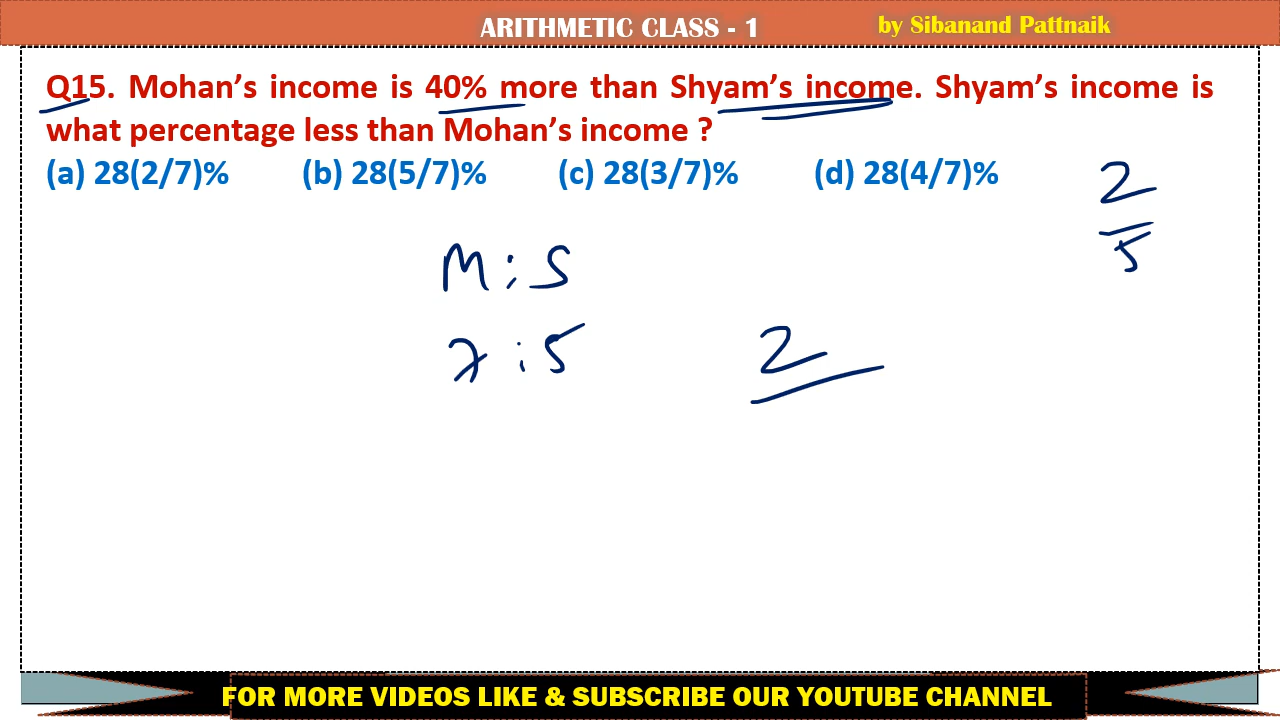 ARITHMETIC CLASS - 1
by Sibanand Pattnaik
Q15. Mohan's income is 40% more than Shyam's income. Shyam's income is
what percentage less than Mohan's income ?
(a) 28(2/7)% (b) 28(5/7)% (c) 28(3/7)% (d) 28(4/7)%
2
5
M : S
7 : 5
2
FOR MORE VIDEOS LIKE & SUBSCRIBE OUR YOUTUBE CHANNEL